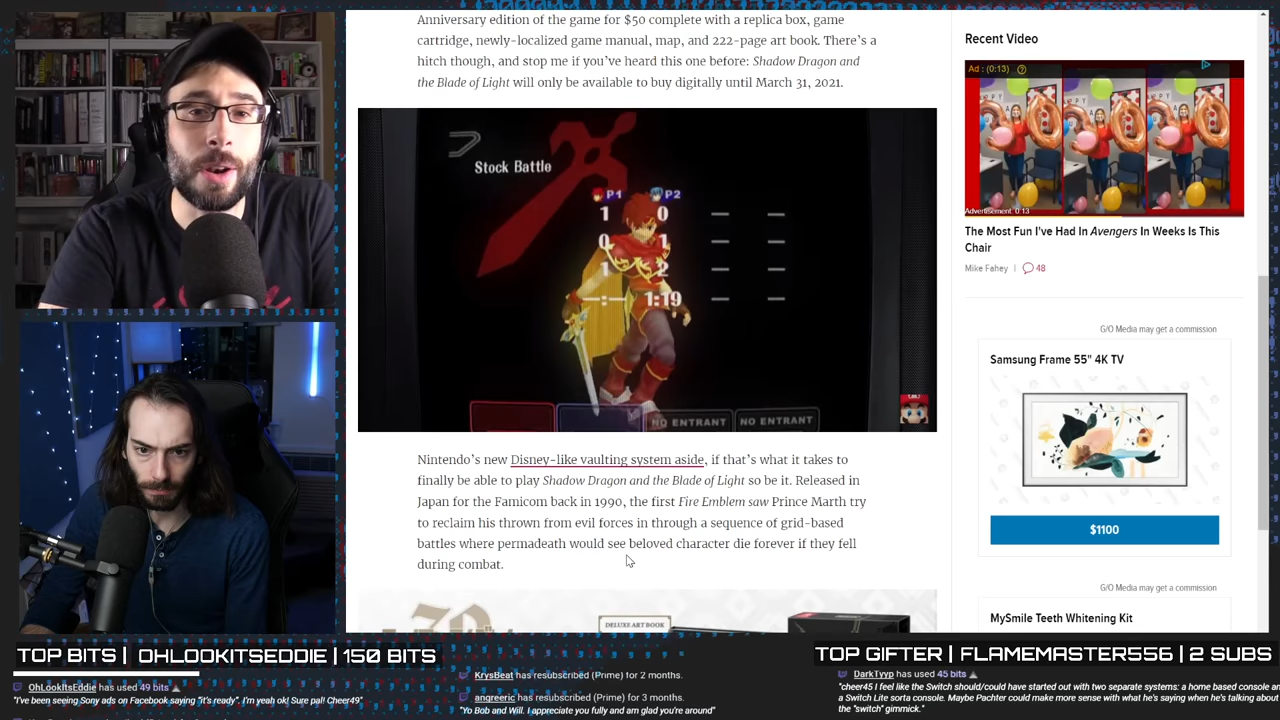 Anniversary edition of the game for $50 complete with a replica box, game
cartridge, newly-localized game manual, map, and 222-page art book. There's a
hitch though, and stop me if you've heard this one before: Shadow Dragon and
the Blade of Light will only be available to buy digitally until March 31, 2021.
Stock Battle
P1 P2
1 0 — —
0 1 — —
1 2 — —
—:— 1:19 — —
NO ENTRANT NO ENTRANT
Nintendo's new Disney-like vaulting system aside, if that's what it takes to
finally be able to play Shadow Dragon and the Blade of Light so be it. Released in
Japan for the Famicom back in 1990, the first Fire Emblem saw Prince Marth try
to reclaim his thrown from evil forces in through a sequence of grid-based
battles where permadeath would see beloved character die forever if they fell
during combat.
DELUXE ART BOOK
Recent Video
Ad : (0:13)
Advertisement: 0:13
The Most Fun I've Had In Avengers In Weeks Is This
Chair
Mike Fahey | 48
G/O Media may get a commission
Samsung Frame 55" 4K TV
$1100
G/O Media may get a commission
MySmile Teeth Whitening Kit
TOP BITS | OHLOOKITSEDDIE | 150 BITS
TOP GIFTER | FLAMEMASTER556 | 2 SUBS
OhLookItsEddie has used 49 bits
"I've been seeing Sony ads on Facebook saying "it's ready". I'm yeah ok! Sure pal! Cheer49"
KrysBeat has resubscribed (Prime) for 2 months.
angreeric has resubscribed (Prime) for 3 months.
"Yo Bob and Will. I appreciate you fully and am glad you're around"
DarkTyyp has used 45 bits
"cheer45 I feel like the Switch should/could have started out with two separate systems: a home based console an
a Switch Lite sorta console. Maybe Pachter could make more sense with what he's saying when he's talking about
the "switch" gimmick."